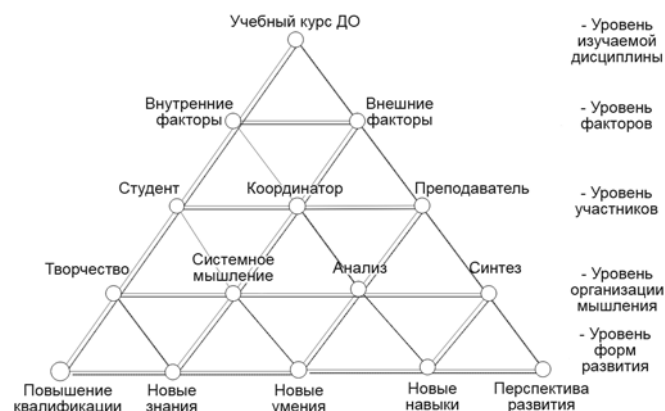 Учебный курс ДО
- Уровень
изучаемой
дисциплины
Внутренние
факторы
Внешние
факторы
- Уровень
факторов
Студент
Координатор
Преподаватель
- Уровень
участников
Творчество
Системное
мышление
Анализ
Синтез
- Уровень
организации
мышления
- Уровень
форм
развития
Повышение
квалификации
Новые
знания
Новые
умения
Новые
навыки
Перспектива
развития